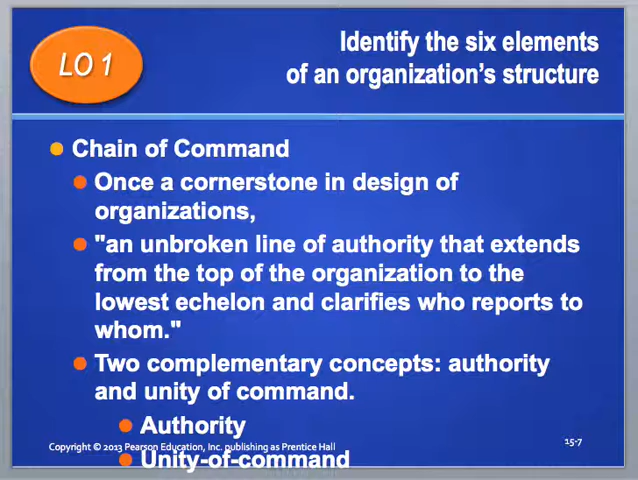 LO 1
Identify the six elements
of an organization's structure
Chain of Command
Once a cornerstone in design of
organizations,
"an unbroken line of authority that extends
from the top of the organization to the
lowest echelon and clarifies who reports to
whom."
Two complementary concepts: authority
and unity of command.
Authority
Copyright © 2013 Pearson Education, Inc. publishing as Prentice Hall
15-7
Unity-of-command